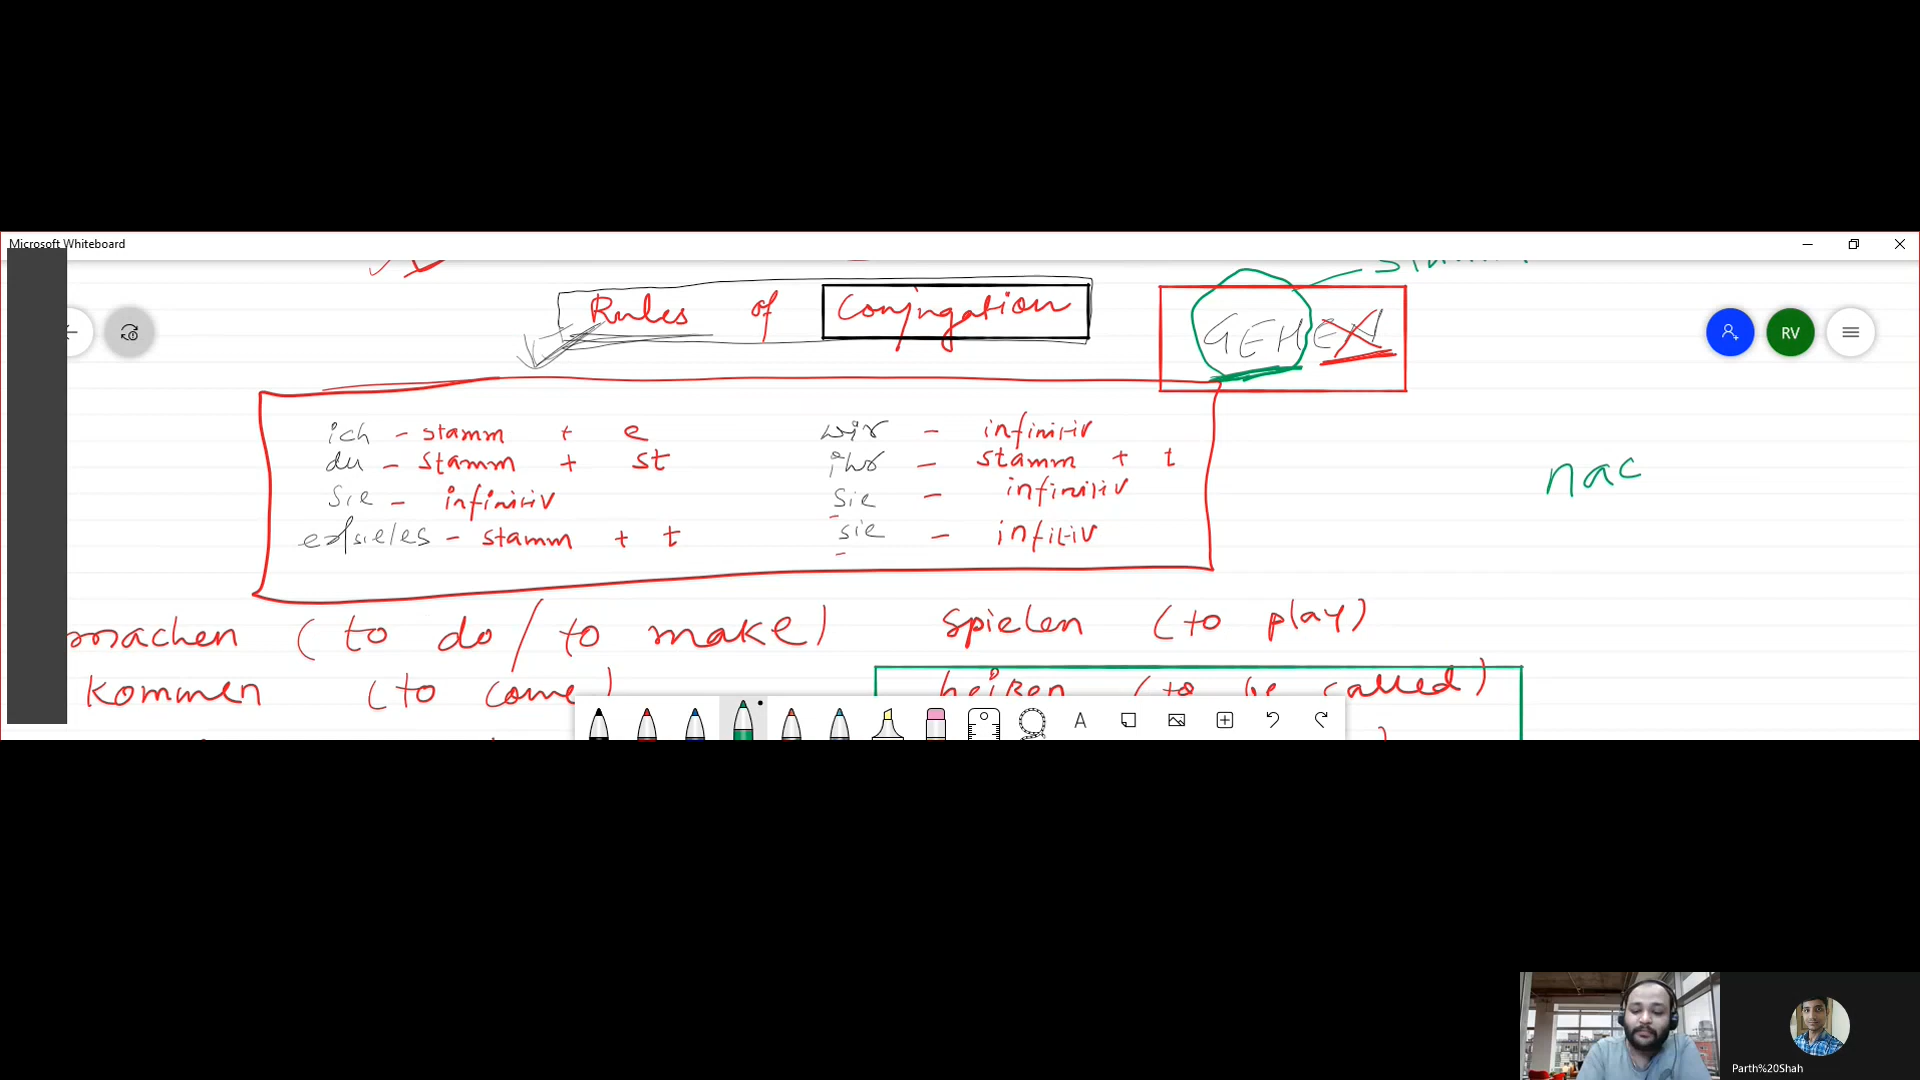 Microsoft Whiteboard
Rules of Conjugation
GEHEN
RV
ich - stamm + e
wir - infinitiv
du - stamm + st
ihr - stamm + t
Sie - infinitiv
Sie - infinitiv
er/sie/es - stamm + t
sie - infitiv
nac
machen (to do / to make)
Spielen (to play)
kommen (to come)
heißen (to be called)
A
Parth%20Shah